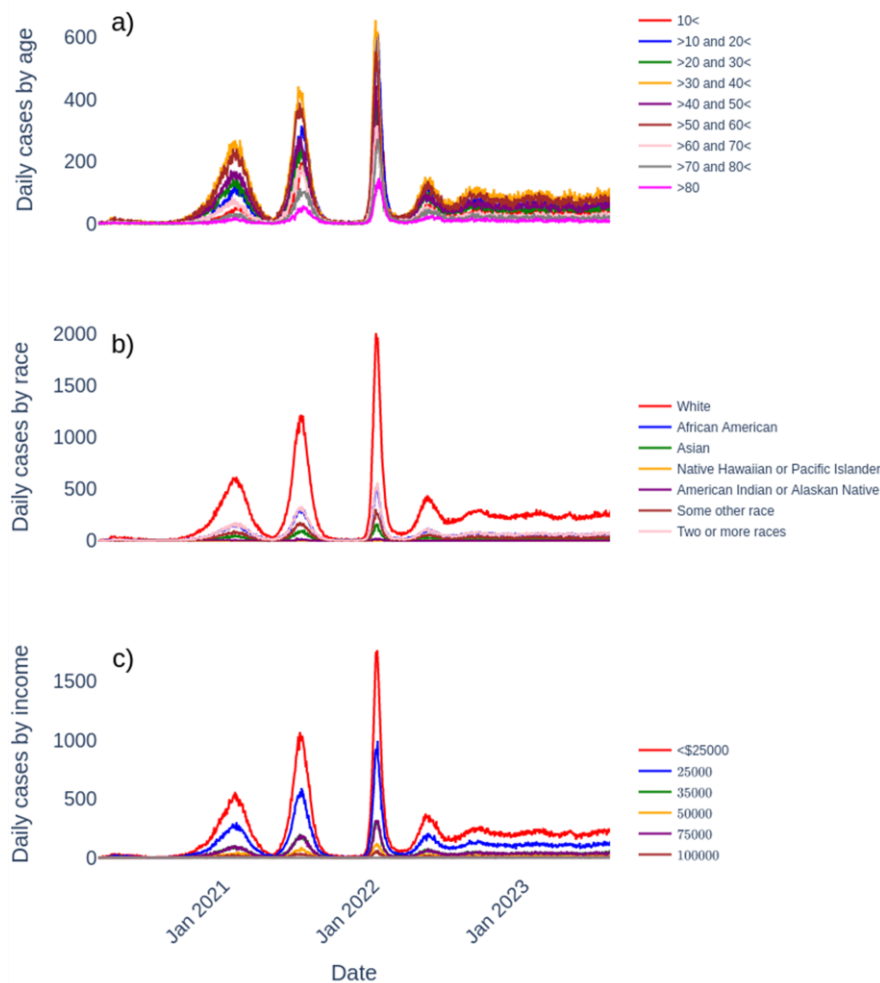 a)
Daily cases by age
600
400
200
0
10<
>10 and 20<
>20 and 30<
>30 and 40<
>40 and 50<
>50 and 60<
>60 and 70<
>70 and 80<
>80
b)
Daily cases by race
2000
1500
1000
500
0
White
African American
Asian
Native Hawaiian or Pacific Islander
American Indian or Alaskan Native
Some other race
Two or more races
c)
Daily cases by income
1500
1000
500
0
<$25000
25000
35000
50000
75000
100000
Jan 2021
Jan 2022
Jan 2023
Date